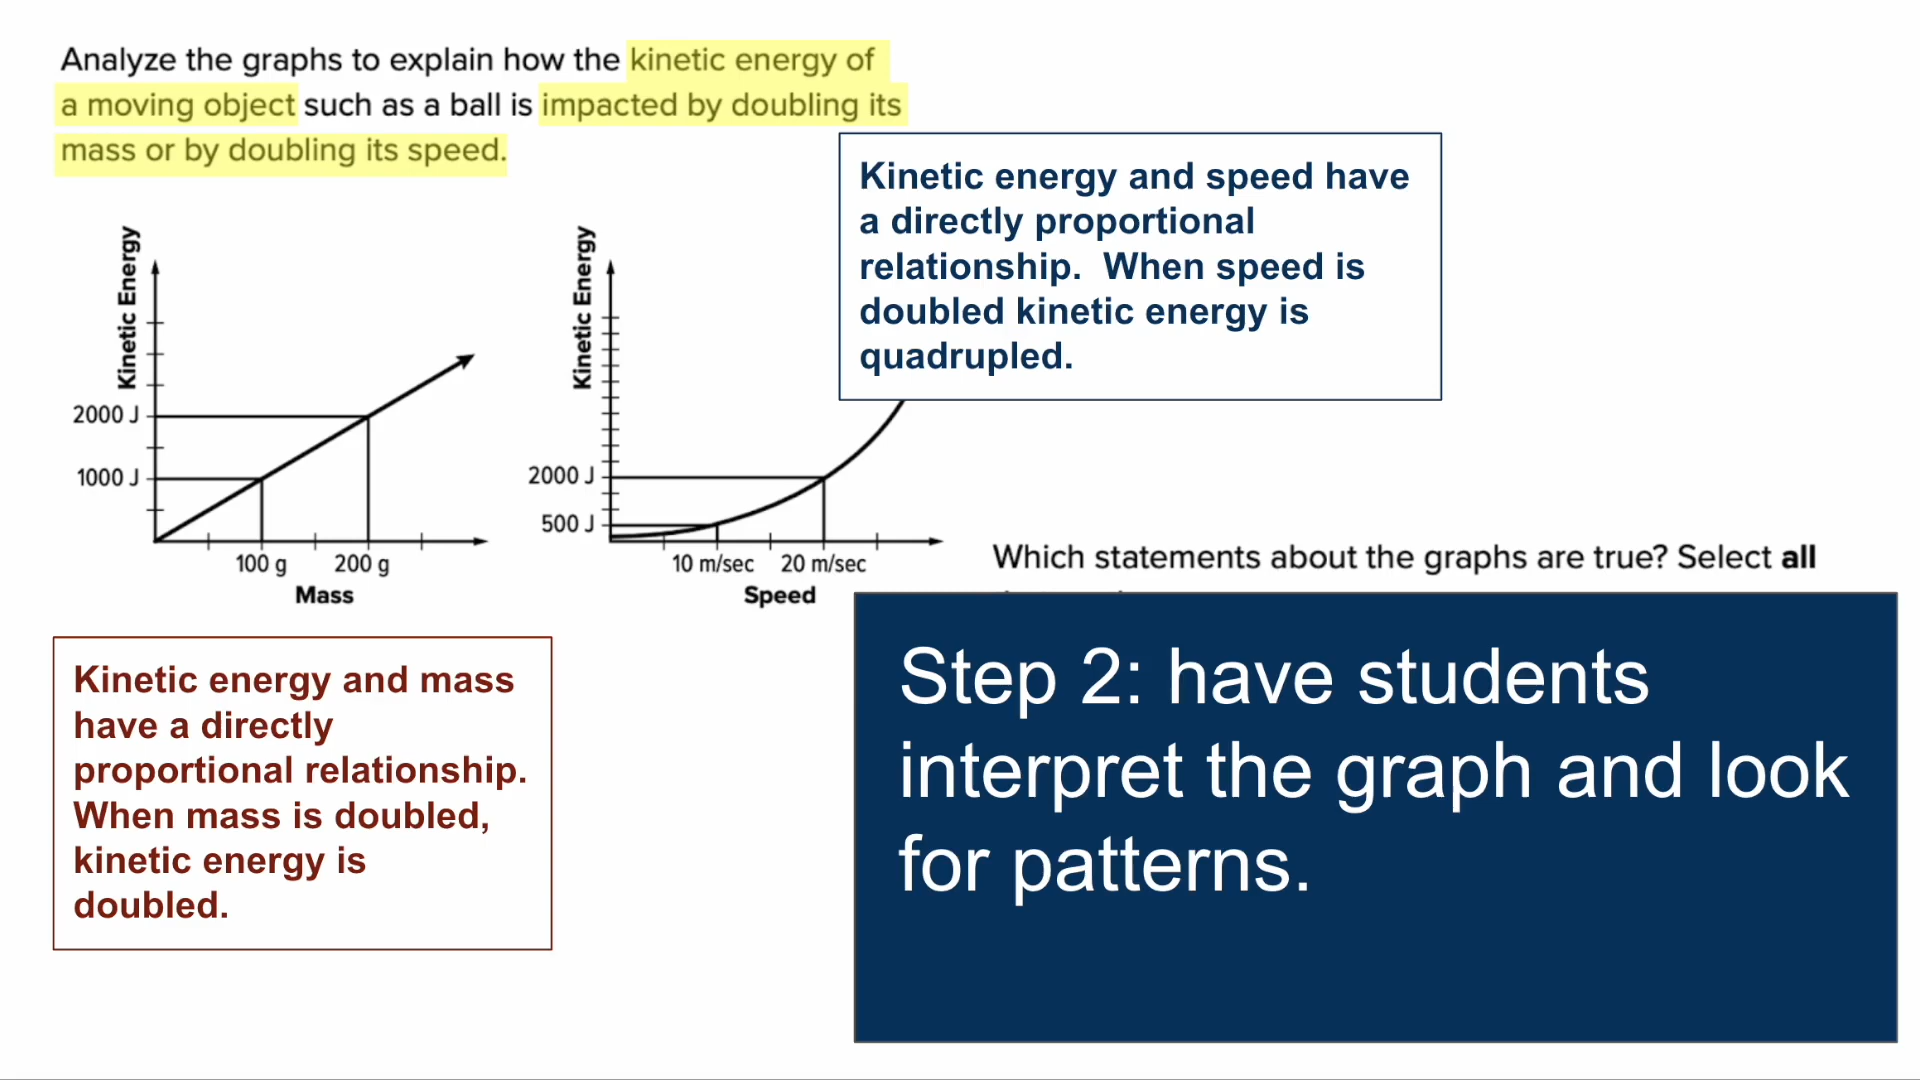 Analyze the graphs to explain how the kinetic energy of
a moving object such as a ball is impacted by doubling its
mass or by doubling its speed.
Kinetic energy and speed have
a directly proportional
relationship. When speed is
doubled kinetic energy is
quadrupled.
Kinetic Energy
2000 J
1000 J
100 g
200 g
Mass
Kinetic Energy
2000 J
500 J
10 m/sec
20 m/sec
Speed
Which statements about the graphs are true? Select all
Kinetic energy and mass
have a directly
proportional relationship.
When mass is doubled,
kinetic energy is
doubled.
Step 2: have students
interpret the graph and look
for patterns.